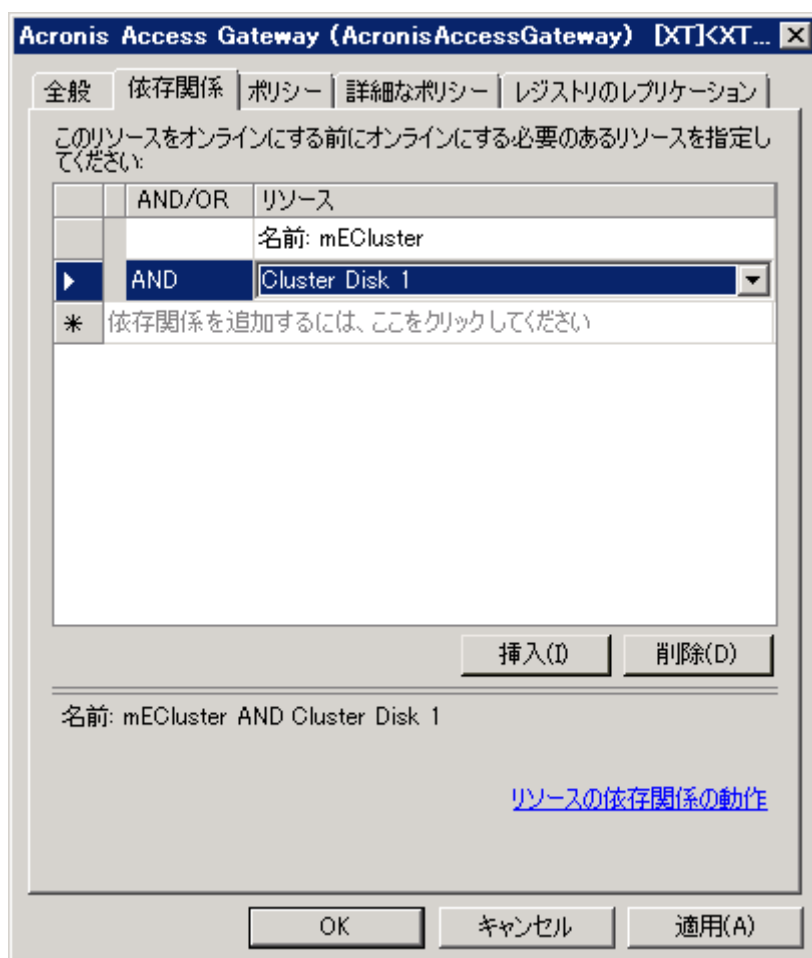 Acronis Access Gateway (AcronisAccessGateway) [XT]<XT...
全般 依存関係 ポリシー 詳細なポリシー レジストリのレプリケーション
このリソースをオンラインにする前にオンラインにする必要のあるリソースを指定し
てください:
AND/OR リソース
名前: mECluster
AND Cluster Disk 1
依存関係を追加するには、ここをクリックしてください
挿入(I) 削除(D)
名前: mECluster AND Cluster Disk 1
リソースの依存関係の動作
OK キャンセル 適用(A)